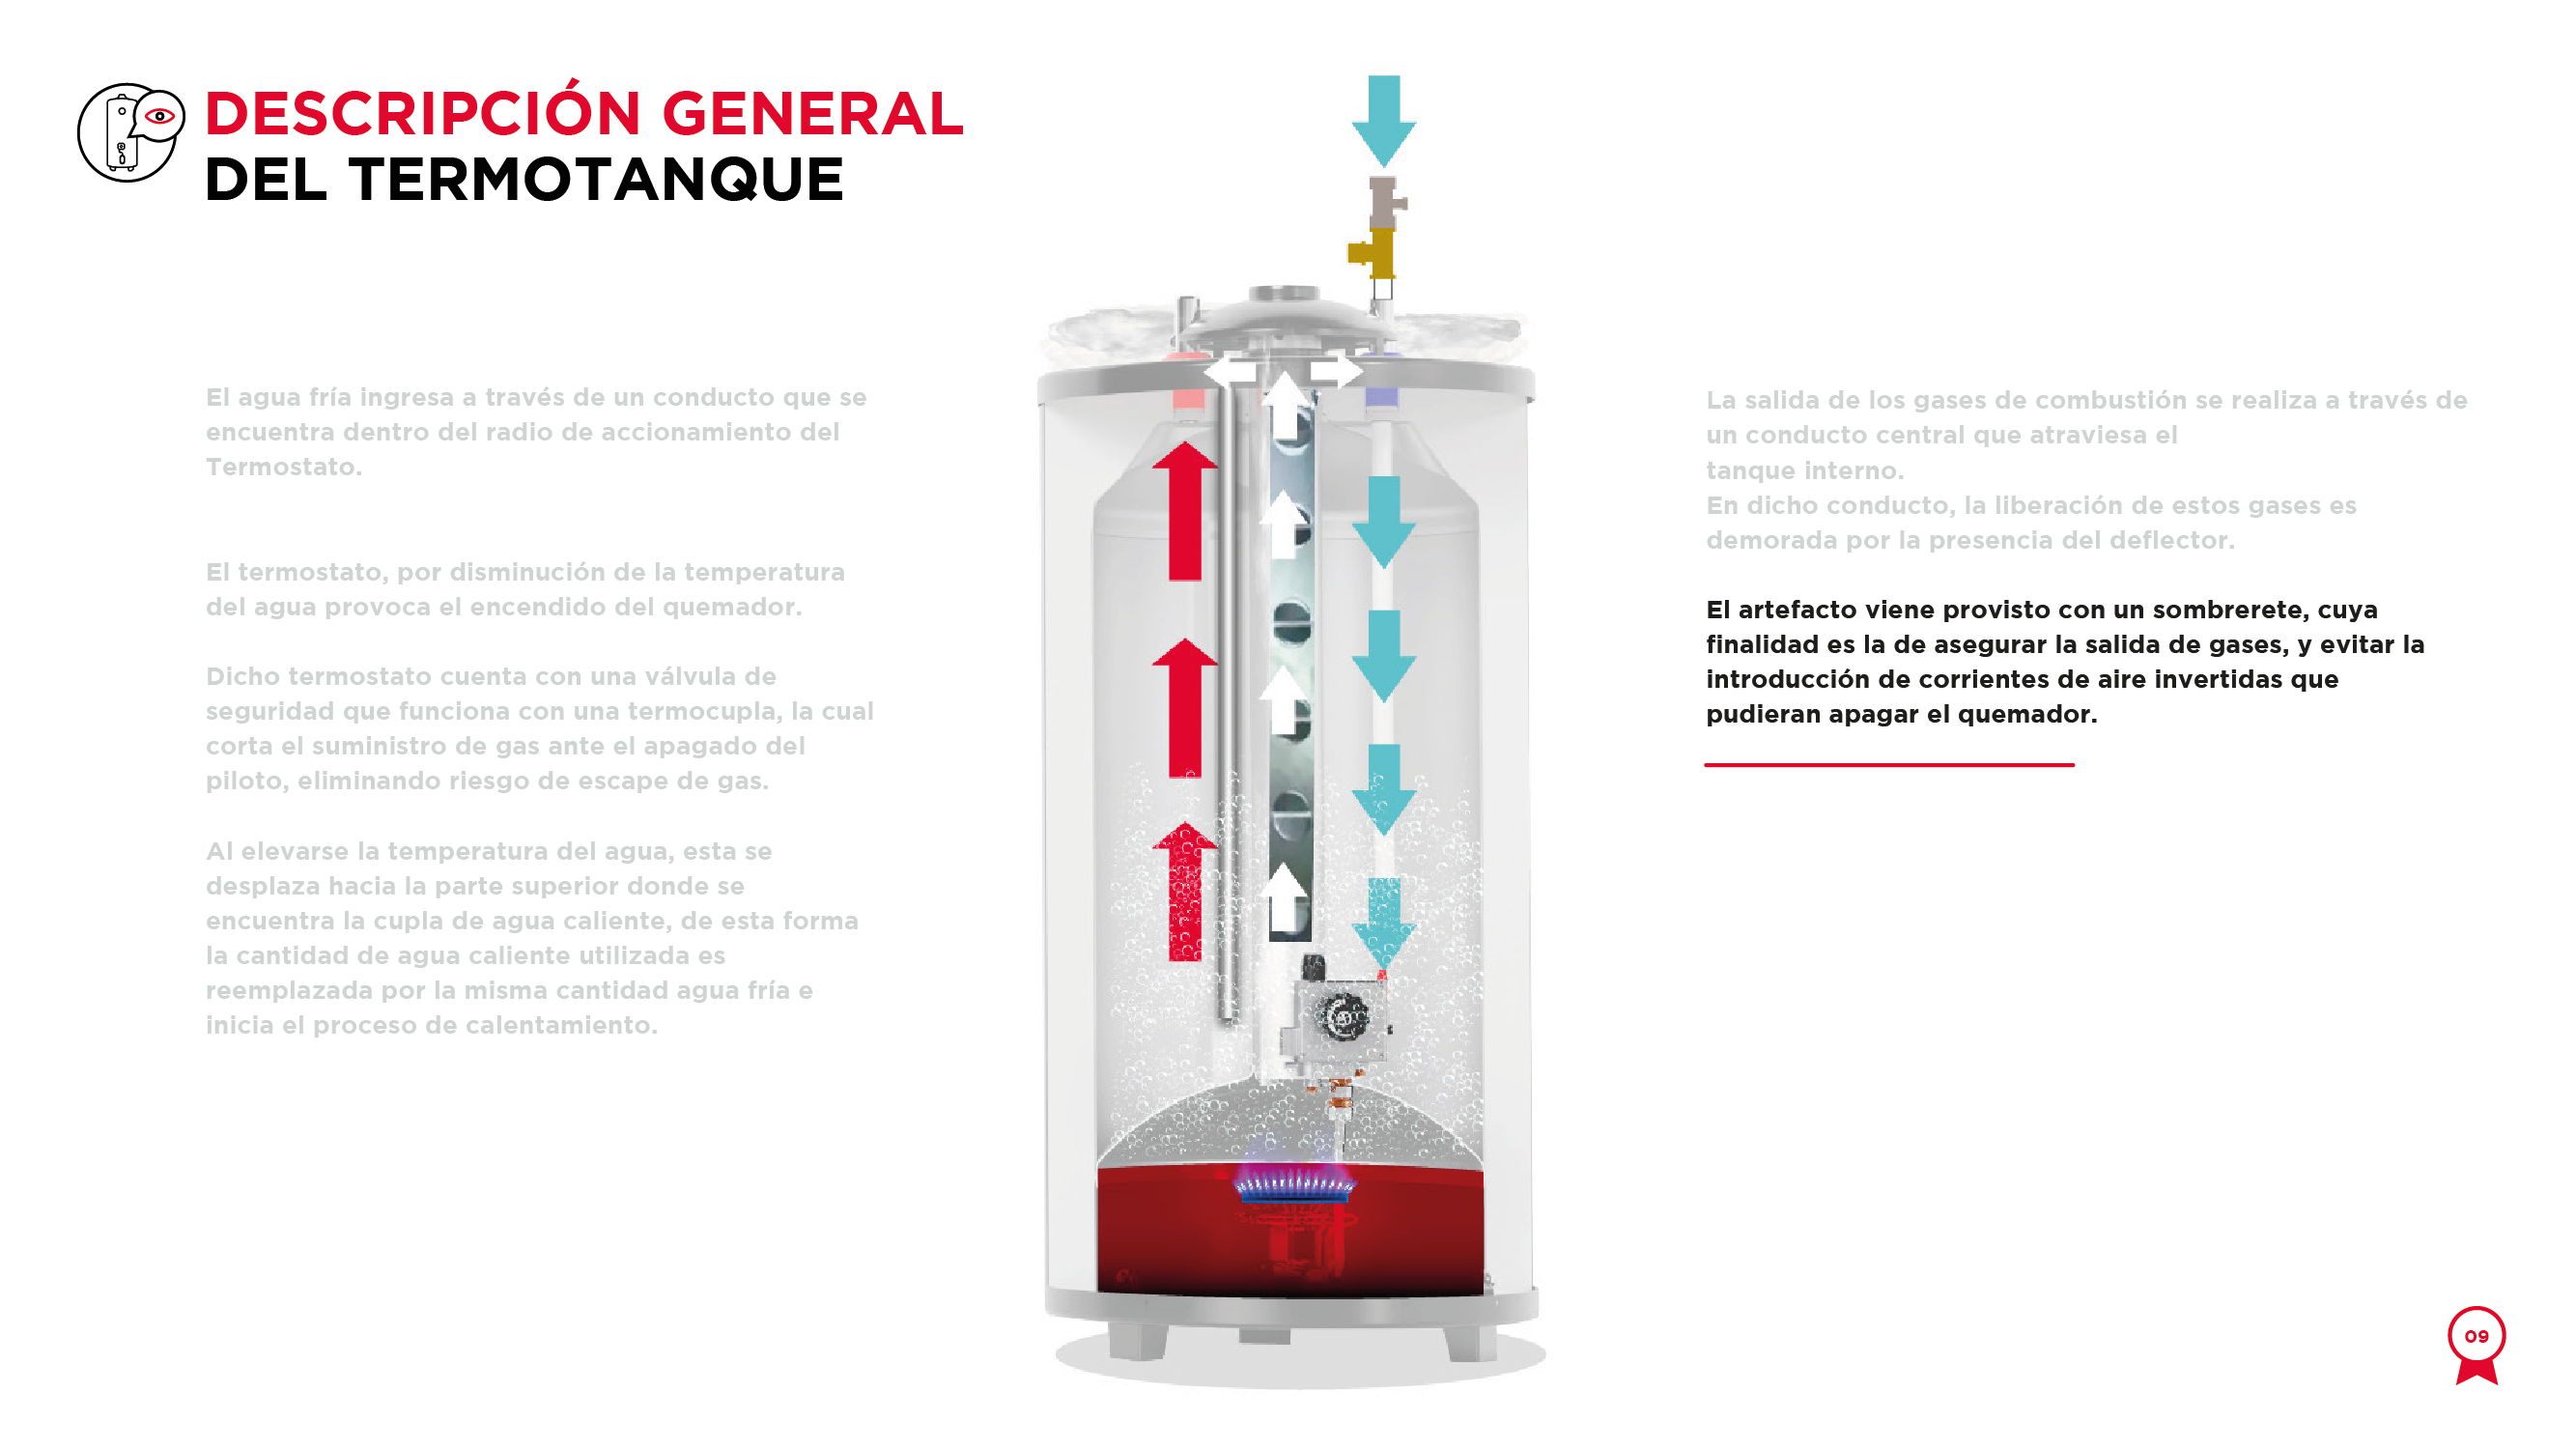 DESCRIPCIÓN GENERAL
DEL TERMOTANQUE
El agua fría ingresa a través de un conducto que se
encuentra dentro del radio de accionamiento del
Termostato.
El termostato, por disminución de la temperatura
del agua provoca el encendido del quemador.
Dicho termostato cuenta con una válvula de
seguridad que funciona con una termocupla, la cual
corta el suministro de gas ante el apagado del
piloto, eliminando riesgo de escape de gas.
Al elevarse la temperatura del agua, esta se
desplaza hacia la parte superior donde se
encuentra la cupla de agua caliente, de esta forma
la cantidad de agua caliente utilizada es
reemplazada por la misma cantidad agua fría e
inicia el proceso de calentamiento.
La salida de los gases de combustión se realiza a través de
un conducto central que atraviesa el
tanque interno.
En dicho conducto, la liberación de estos gases es
demorada por la presencia del deflector.
El artefacto viene provisto con un sombrerete, cuya
finalidad es la de asegurar la salida de gases, y evitar la
introducción de corrientes de aire invertidas que
pudieran apagar el quemador.
09